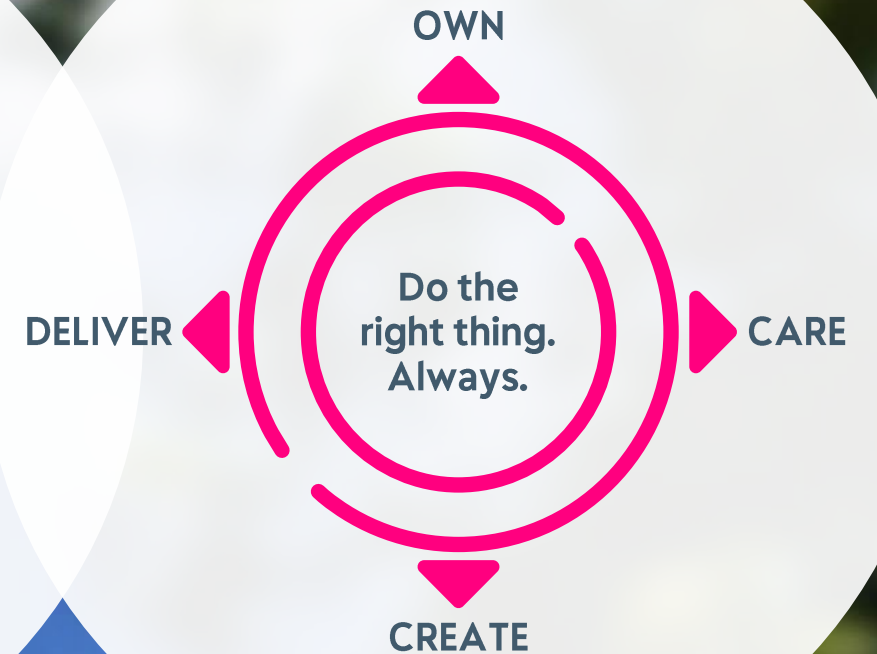 OWN
Do the
right thing.
Always.
DELIVER
CARE
CREATE